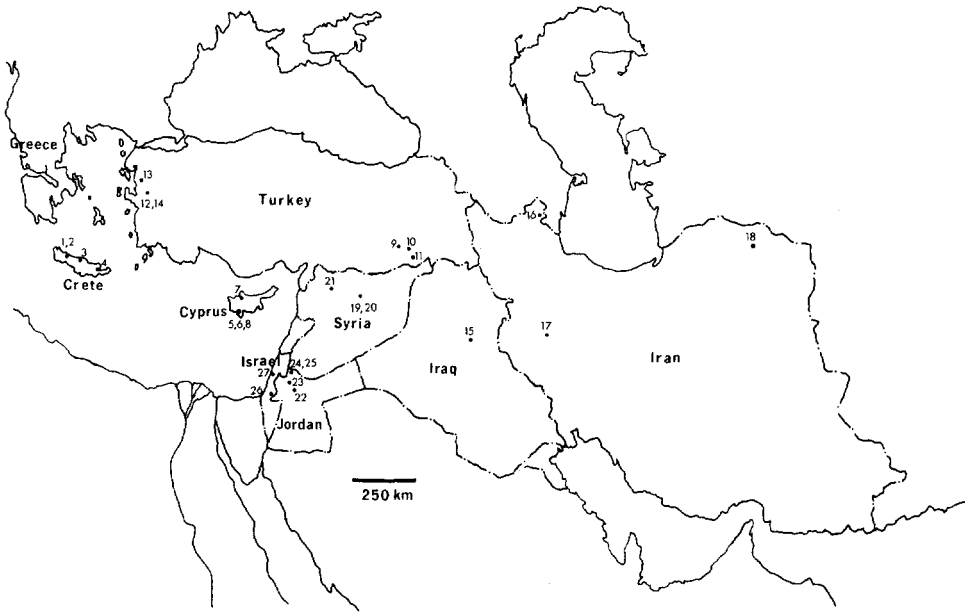 Greece
13
Turkey
12,14
16
1,2
3
4
Crete
9
10
11
18
7
Cyprus
5,6,8
21
19,20
Syria
15
17
Iran
Israel
24,25
27
23
22
26
Iraq
Jordan
250 km